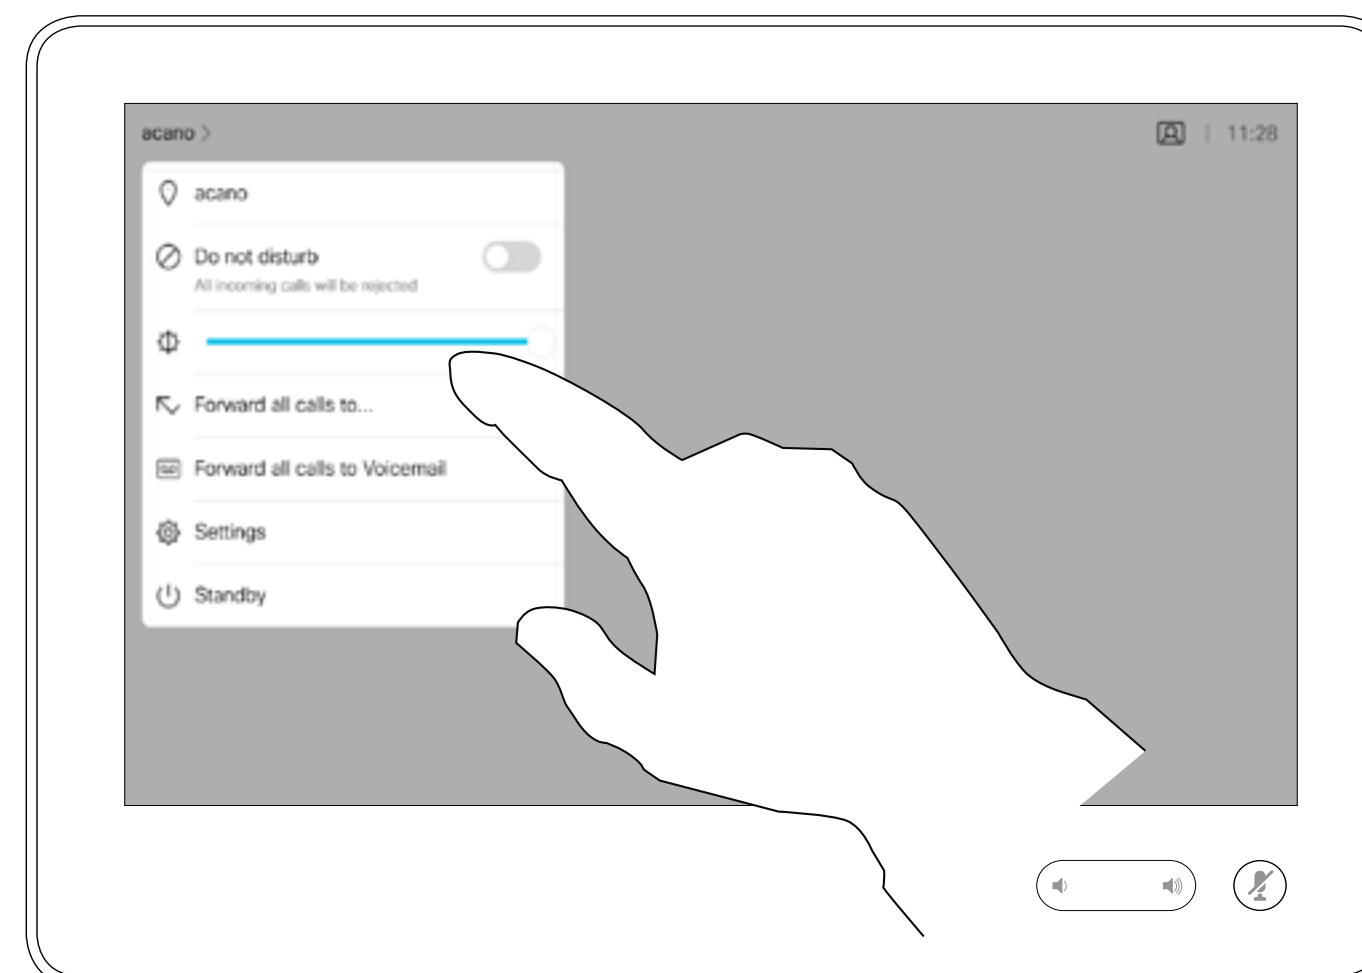 acano >
11:28
acano
Do not disturb
All incoming calls will be rejected
Forward all calls to...
Forward all calls to Voicemail
Settings
Standby